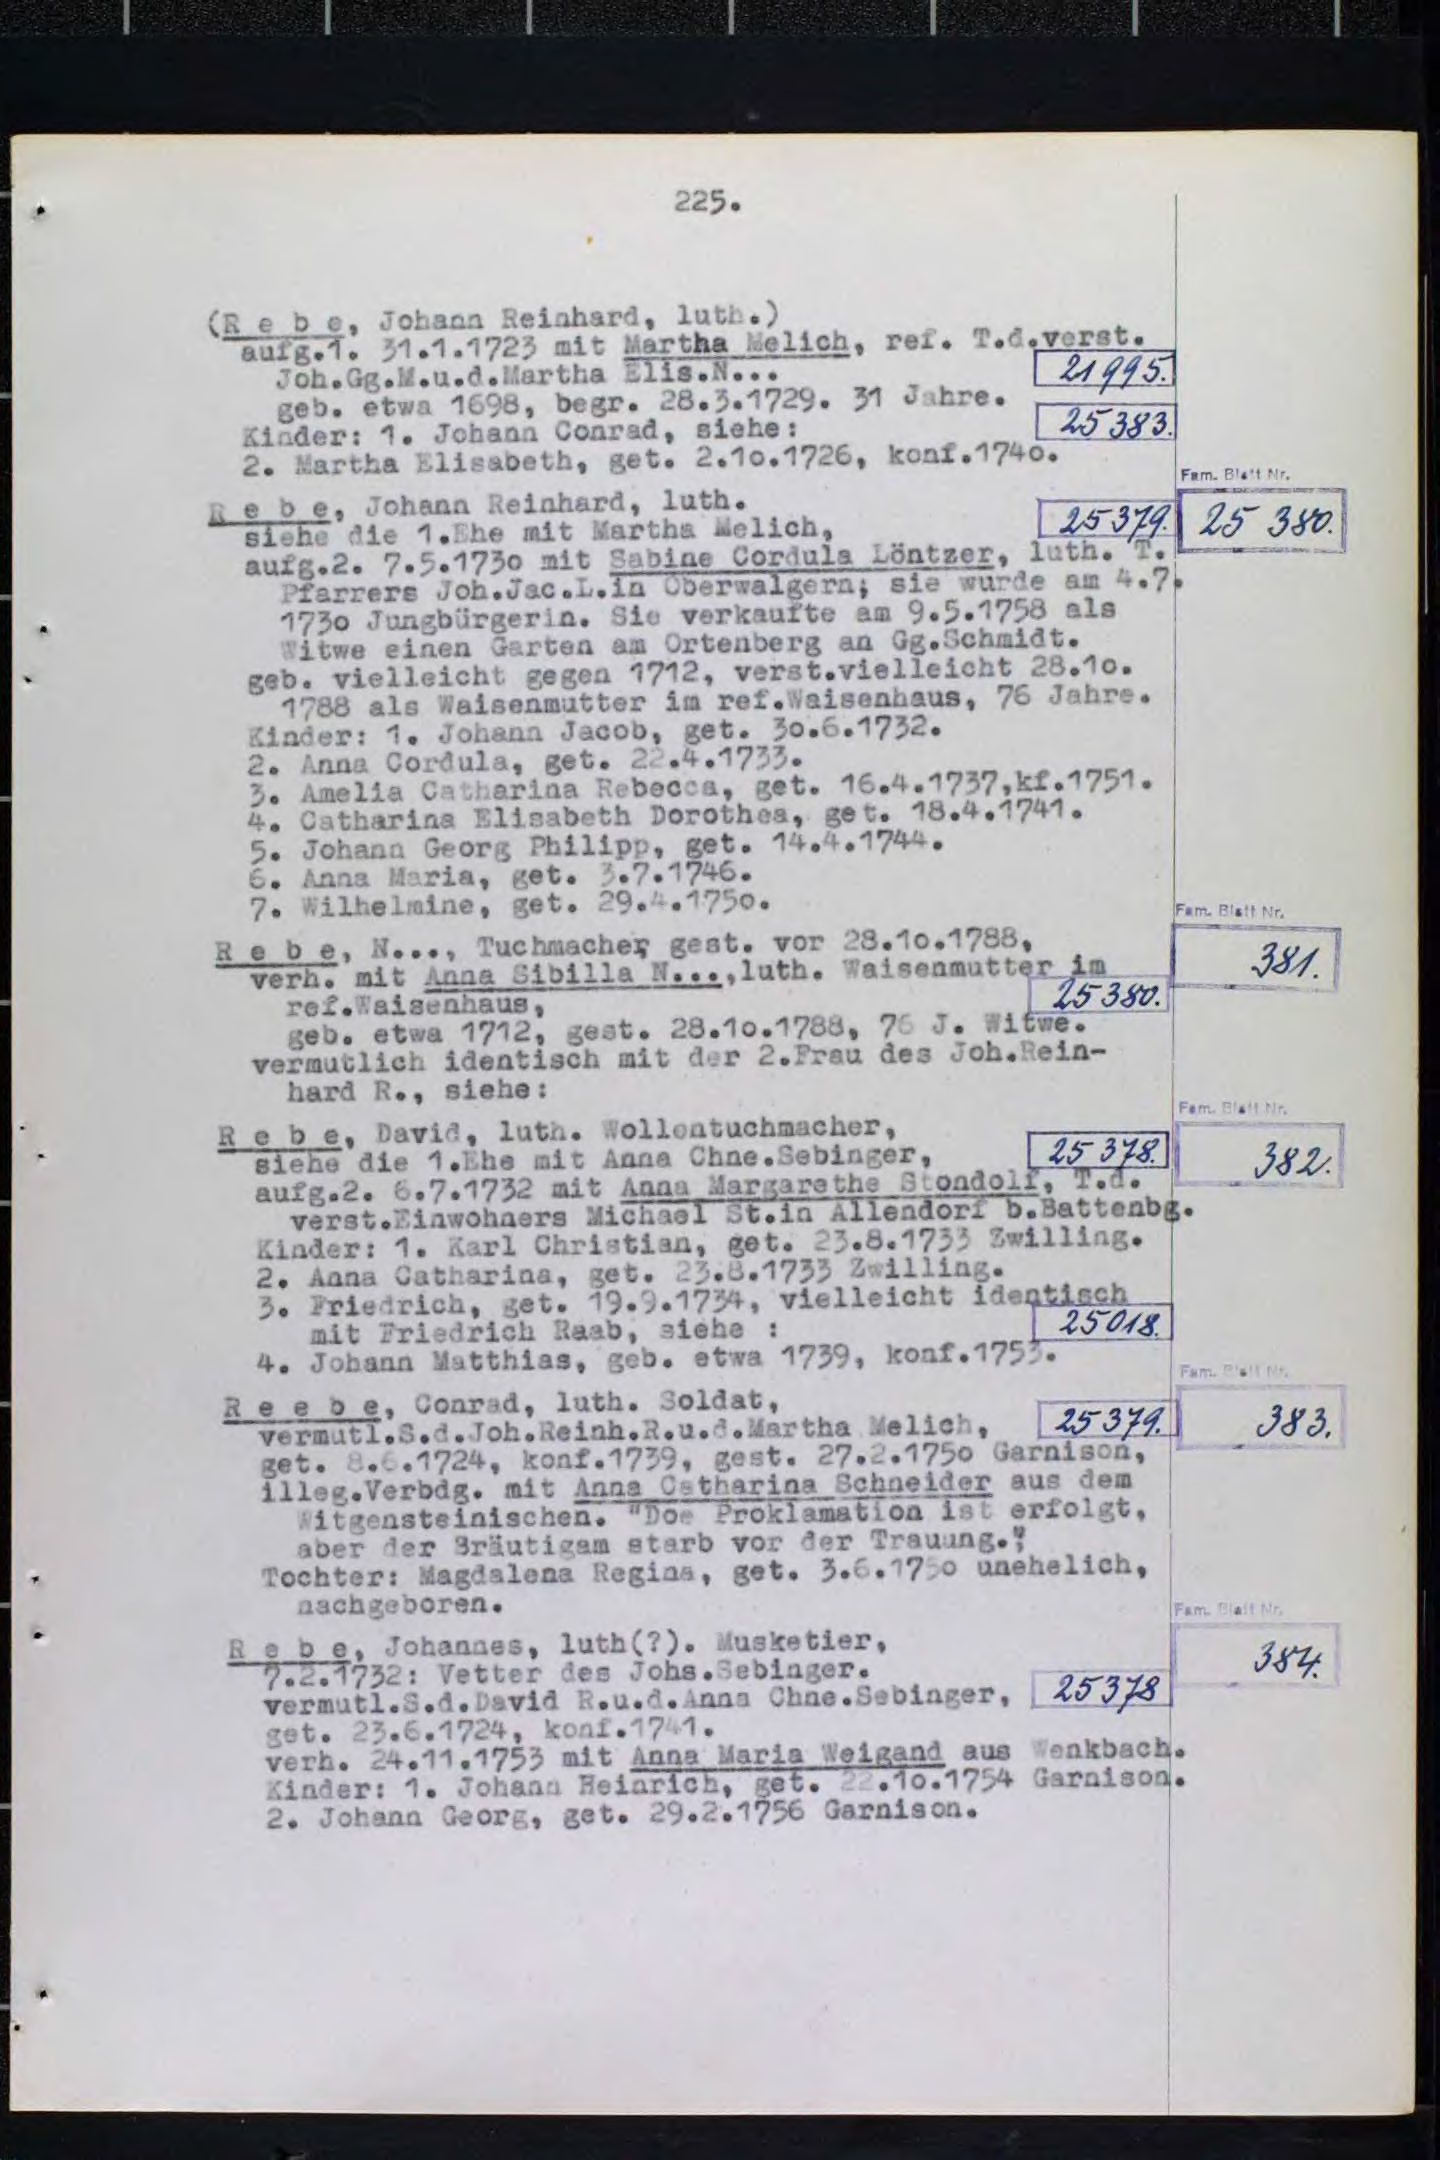 225.
(R e b e, Johann Reinhard, luth.)
aufg.1. 31.1.1723 mit Martha Melich, ref. T.d.verst.
Joh.Gg.M.u.d.Martha Elis.N... 21995.
geb. etwa 1698, begr. 28.3.1729. 31 Jahre.
Kinder: 1. Johann Conrad, siehe: 25383.
2. Martha Elisabeth, get. 2.10.1726, konf.1740.
Fam. Blatt Nr.
R e b e, Johann Reinhard, luth.
siehe die 1.Ehe mit Martha Melich, 25379. 25 380.
aufg.2. 7.5.1730 mit Sabine Cordula Löntzer, luth. T.
Pfarrers Joh.Jac.L.in Oberwalgern; sie wurde am 4.7.
1730 Jungbürgerin. Sie verkaufte am 9.5.1758 als
Witwe einen Garten am Ortenberg an Gg.Schmidt.
geb. vielleicht gegen 1712, verst.vielleicht 28.10.
1788 als Waisenmutter im ref.Waisenhaus, 76 Jahre.
Kinder: 1. Johann Jacob, get. 30.6.1732.
2. Anna Cordula, get. 22.4.1733.
3. Amelia Catharina Rebecca, get. 16.4.1737,kf.1751.
4. Catharina Elisabeth Dorothea, get. 18.4.1741.
5. Johann Georg Philipp, get. 14.4.1744.
6. Anna Maria, get. 3.7.1746.
7. Wilhelmine, get. 29.4.1750.
Fam. Blatt Nr.
R e b e, N..., Tuchmacher, gest. vor 28.10.1788, 381.
verh. mit Anna Sibilla N...,luth. Waisenmutter im
ref.Waisenhaus, 25380.
geb. etwa 1712, gest. 28.10.1788, 76 J. Witwe.
vermutlich identisch mit der 2.Frau des Joh.Rein-
hard R., siehe:
Fam. Blatt Nr.
R e b e, David, luth. Wollentuchmacher,
siehe die 1.Ehe mit Anna Chne.Sebinger, 25378. 382.
aufg.2. 6.7.1732 mit Anna Margarethe Stondolf, T.d.
verst.Einwohners Michael St.in Allendorf b.Battenbg.
Kinder: 1. Karl Christian, get. 23.8.1733 Zwilling.
2. Anna Catharina, get. 23.8.1733 Zwilling.
3. Friedrich, get. 19.9.1734, vielleicht identisch
mit Friedrich Raab, siehe : 25018.
4. Johann Matthias, geb. etwa 1739, konf.1753.
Fam. Blatt Nr.
R e e b e, Conrad, luth. Soldat,
vermutl.S.d.Joh.Reinh.R.u.d.Martha Melich, 25379. 383.
get. 8.6.1724, konf.1739, gest. 27.2.1750 Garnison,
illeg.Verbdg. mit Anna Catharina Schneider aus dem
Witgensteinischen. "Doe Proklamation ist erfolgt,
aber der Bräutigam starb vor der Trauung."
Tochter: Magdalena Regina, get. 3.6.1750 unehelich,
nachgeboren.
Fam. Blatt Nr.
R e b e, Johannes, luth(?). Musketier, 384.
7.2.1732: Vetter des Johs.Sebinger.
vermutl.S.d.David R.u.d.Anna Chne.Sebinger, 25378
get. 23.6.1724, konf.1741.
verh. 24.11.1753 mit Anna Maria Weigand aus Wenkbach.
Kinder: 1. Johann Heinrich, get. 22.10.1754 Garnison.
2. Johann Georg, get. 29.2.1756 Garnison.